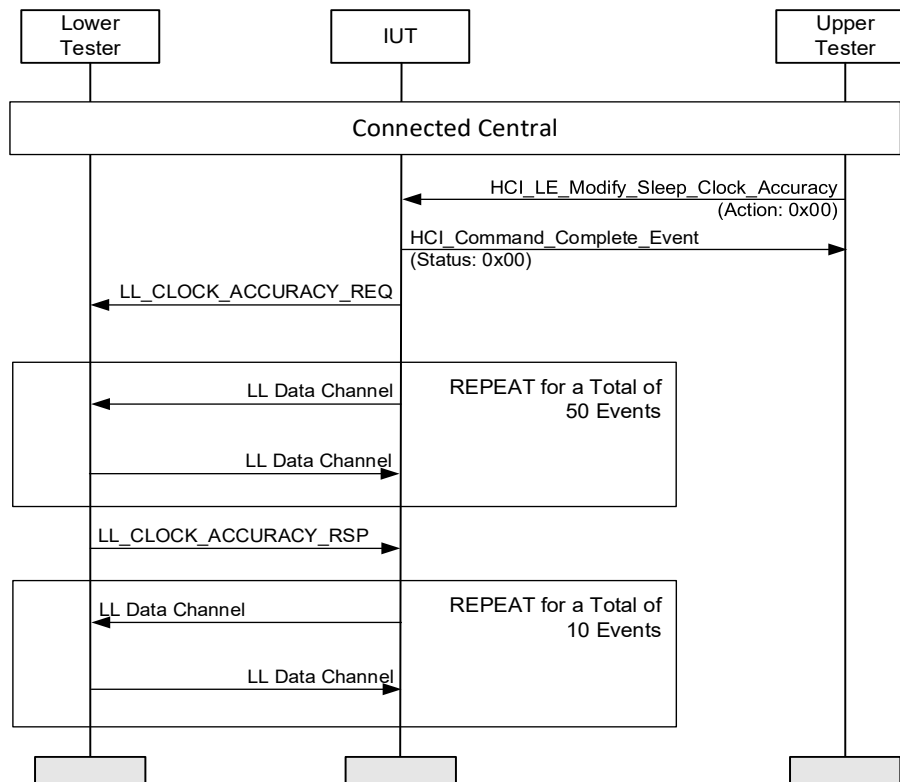 Lower
Tester
IUT
Upper
Tester
Connected Central
HCI_LE_Modify_Sleep_Clock_Accuracy
(Action: 0x00)
HCI_Command_Complete_Event
(Status: 0x00)
LL_CLOCK_ACCURACY_REQ
LL Data Channel
REPEAT for a Total of
50 Events
LL Data Channel
LL_CLOCK_ACCURACY_RSP
LL Data Channel
REPEAT for a Total of
10 Events
LL Data Channel